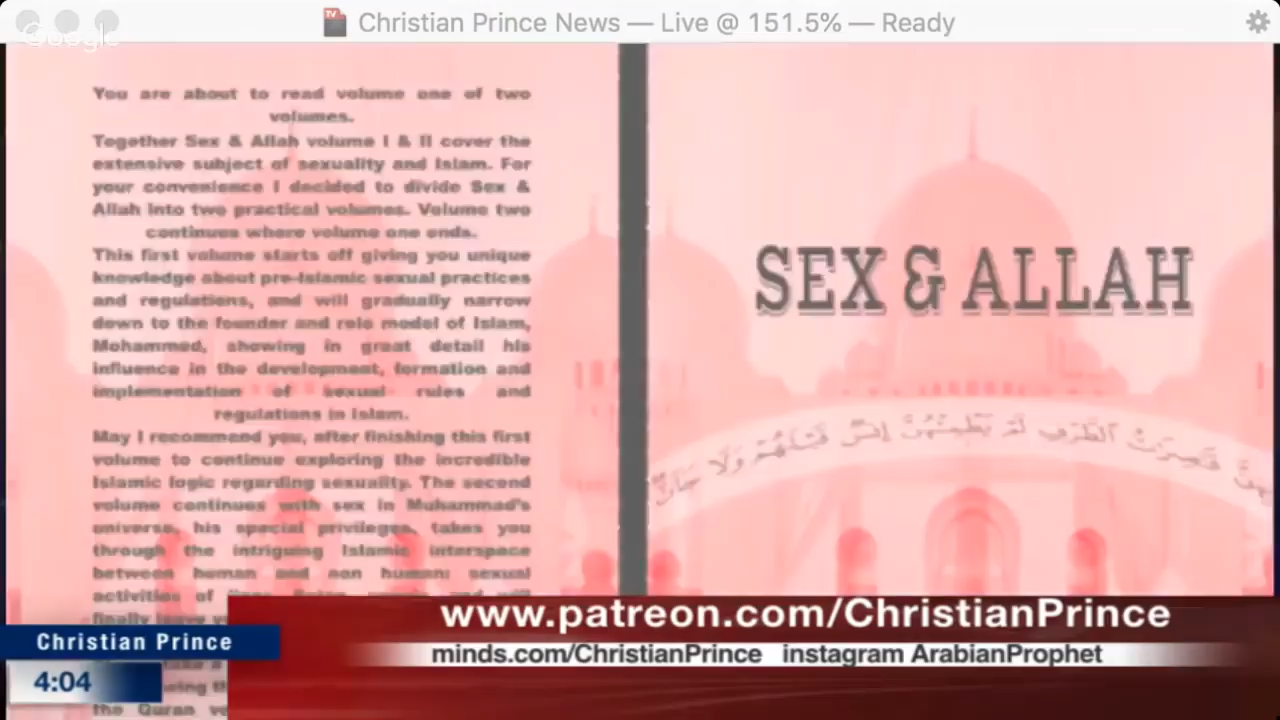 Christian Prince News — Live @ 151.5% — Ready
Google
You are about to read volume one of two
volumes.
Together Sex & Allah volume I & II cover the
extensive subject of sexuality and Islam. For
your convenience I decided to divide Sex &
Allah into two practical volumes. Volume two
continues where volume one ends.
This first volume starts off giving you unique
knowledge about pre-Islamic sexual practices
and regulations, and will gradually narrow
down to the founder and role model of Islam,
Mohammed, showing in great detail his
influence in the development, formation and
implementation of sexual rules and
regulations in Islam.
May I recommend you, after finishing this first
volume to continue exploring the incredible
Islamic logic regarding sexuality. The second
volume continues with sex in Muhammad's
universe, his special privileges, takes you
through the intriguing Islamic interspace
between human and non human: sexual
activities of
finally leave
the Quran
SEX & ALLAH
قَصِرَتُ الطَّرْفِ لَمْ يَطْمِثْهُنَّ إِنسٌ قَبْلَهُمْ وَلَا جَانٌّ
www.patreon.com/ChristianPrince
minds.com/ChristianPrince instagram ArabianProphet
Christian Prince
4:04